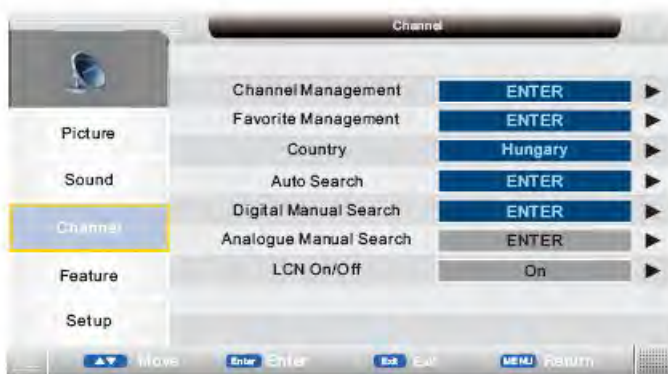 Channel
Channel Management ENTER
Favorite Management ENTER
Picture
Country Hungary
Sound
Auto Search ENTER
Digital Manual Search ENTER
Channel
Analogue Manual Search ENTER
Feature
LCN On/Off On
Setup
Move Enter Enter Exit Exit MENU Return